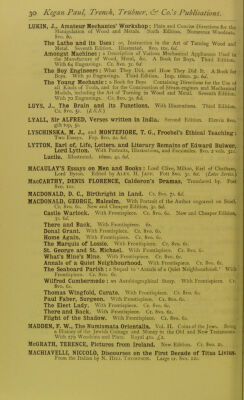 30 Kegan Paul, Trench, Trübner, & Co.'s Publications.
LUKIN, J., Amateur Mechanics' Workshop: Plain and Concise Directions for the
Manipulation of Wood and Metals. Sixth Edition. Numerous Woodcuts.
8vo, 6s.
The Lathe and its Uses: or, Instruction in the Art of Turning Wood and
Metal. Seventh Edition. Illustrated, 8vo, 10s. 6d.
Amongst Machines: a Description of Various Mechanical Appliances Used in
the Manufacture of Wood, Metal, &c. A Book for Boys. Third Edition.
With 64 Engravings. Cr. 8vo, 3s. 6d.
The Boy Engineers: What They Did, and How They Did It. A Book for
Boys. With 30 Engravings. Third Edition. Imp. 16mo, 3s. 6d.
The Young Mechanic: a Book for Boys. Containing Directions for the Use of
all Kinds of Tools, and for the Construction of Steam-engines and Mechanical
Models, including the Art of Turning in Wood and Metal. Seventh Edition.
With 70 Engravings. Cr. 8vo, 3s. 6d.
LUYS, J., The Brain and its Functions. With Illustrations. Third Edition.
Cr. 8vo, 5s. (I.S.S.)
LYALL, Sir ALFRED, Verses written in India. Second Edition. Elzevir 8vo,
gilt top, 5s.
LYSCHINSKA, M. J., and MONTEFIORE, T. G., Froebel's Ethical Teaching:
Two Essays. Fcp. 8vo, 2s. 6d.
LYTTON, Earl of, Life, Letters, and Literary Remains of Edward Bulwer,
Lord Lytton. With Portraits, Illustrations, and Facsimiles. 8vo, 2 vols. 32s.
Lucile. Illustrated. 16mo, 4s. 6d.
MACAULAY'S Essays on Men and Books: Lord Clive, Milton, Earl of Chatham,
Lord Byron. Edited by ALEX. H. JAPP. Pott 8vo, 3s. 6d. (Lotos Series.)
MacCARTHY, DENIS FLORENCE, Calderon's Dramas, Translated by. Post
8vo, 10s.
MACDONALD, D. C., Birthright in Land. Cr. 8vo, 7s. 6d.
MACDONALD, GEORGE, Malcolm. With Portrait of the Author engraved on Steel.
Cr. 8vo, 6s. New and Cheaper Edition, 3s. 6d.
Castle Warlock. With Frontispiece. Cr. 8vo, 6s. New and Cheaper Edition,
3s. 6d.
There and Back. With Frontispiece. 6s.
Donal Grant. With Frontispiece. Cr. 8vo, 6s.
Home Again. With Frontispiece. Cr. 8vo, 6s.
The Marquis of Lossie. With Frontispiece. Cr. 8vo, 6s.
St. George and St. Michael. With Frontispiece. Cr. 8vo, 6s.
What's Mine's Mine. With Frontispiece. Cr. 8vo, 6s.
Annals of a Quiet Neighbourhood. With Frontispiece. Cr. 8vo, 6s.
The Seaboard Parish: a Sequel to 'Annals of a Quiet Neighbourhood.' With
Frontispiece. Cr. 8vo, 6s.
Wilfred Cumbermede: an Autobiographical Story. With Frontispiece. Cr.
8vo, 6s.
Thomas Wingfold, Curate. With Frontispiece. Cr. 8vo, 6s.
Paul Faber, Surgeon. With Frontispiece. Cr. 8vo, 6s.
The Elect Lady. With Frontispiece. Cr. 8vo, 6s.
There and Back. With Frontispiece. Cr. 8vo, 6s.
Flight of the Shadow. With Frontispiece. Cr. 8vo, 6s.
MADDEN, F. W., The Numismata Orientalia. Vol. II. Coins of the Jews. Being
a History of the Jewish Coinage and Money in the Old and New Testaments.
With 279 Woodcuts and Plate. Royal 4to, £2.
McGRATH, TERENCE, Pictures from Ireland. New Edition. Cr. 8vo, 2s.
MACHIAVELLI, NICCOLO, Discourses on the First Decade of Titus Livius.
From the Italian by N. HILL THOMSON. Large cr. 8vo, 12s.